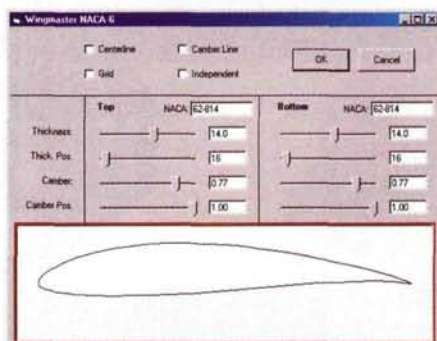 Wingmaster NACA-6
Centerline
Camber Line
OK
Cancel
Grid
Independent
Top NACA: 62-814
Bottom NACA: 62-814
Thickness: 14.0 14.0
Thick. Pos: 16 16
Camber: 0.77 0.77
Camber Pos: 1.00 1.00